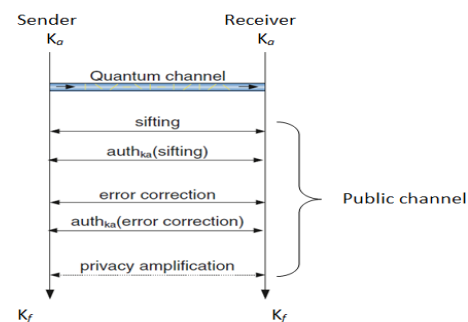 Sender Receiver
Ka Ka
Quantum channel
sifting
authka(sifting)
error correction
Public channel
authka(error correction)
privacy amplification
Kf Kf